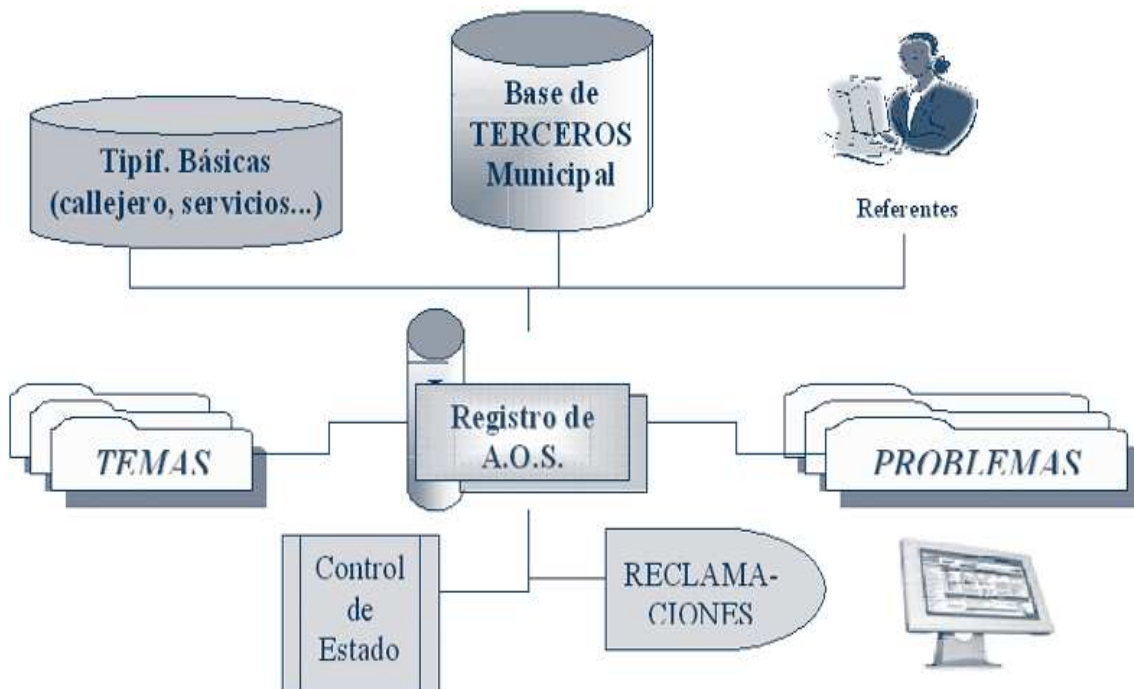 Base de
TERCEROS
Municipal
Tipif. Básicas
(callejero, servicios...)
Referentes
Registro de
A.O.S.
TEMAS
PROBLEMAS
Control
de
Estado
RECLAMA-
CIONES